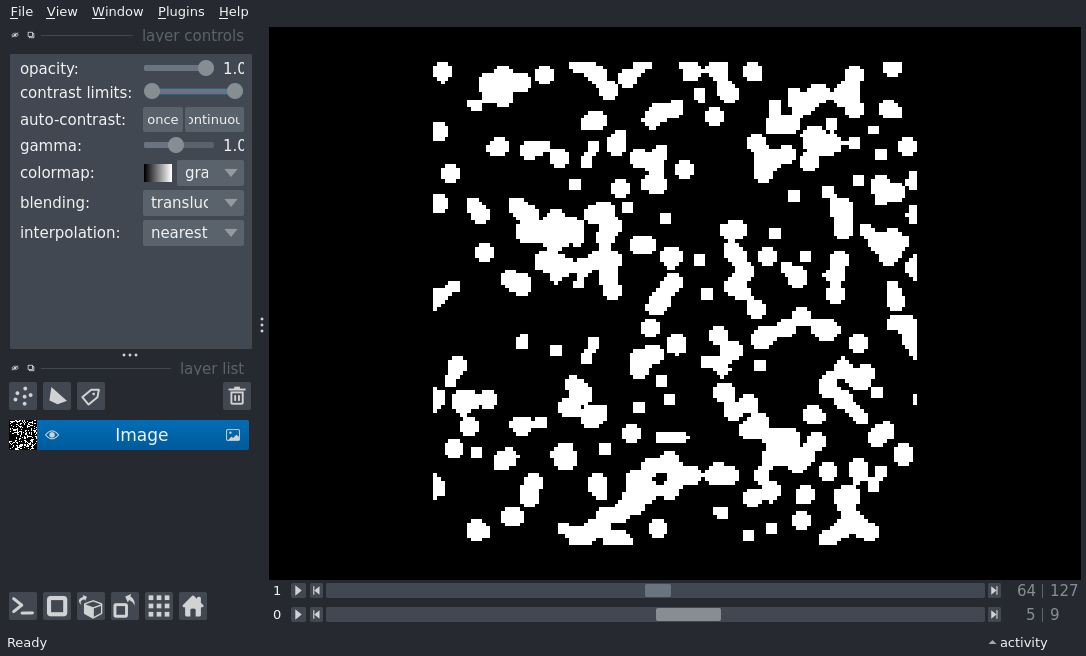 File View Window Plugins Help
layer controls
opacity: 1.0
contrast limits:
auto-contrast: once ontinuou
gamma: 1.0
colormap: gra
blending: transluc
interpolation: nearest
layer list
Image
1 64 | 127
0 5 | 9
Ready activity